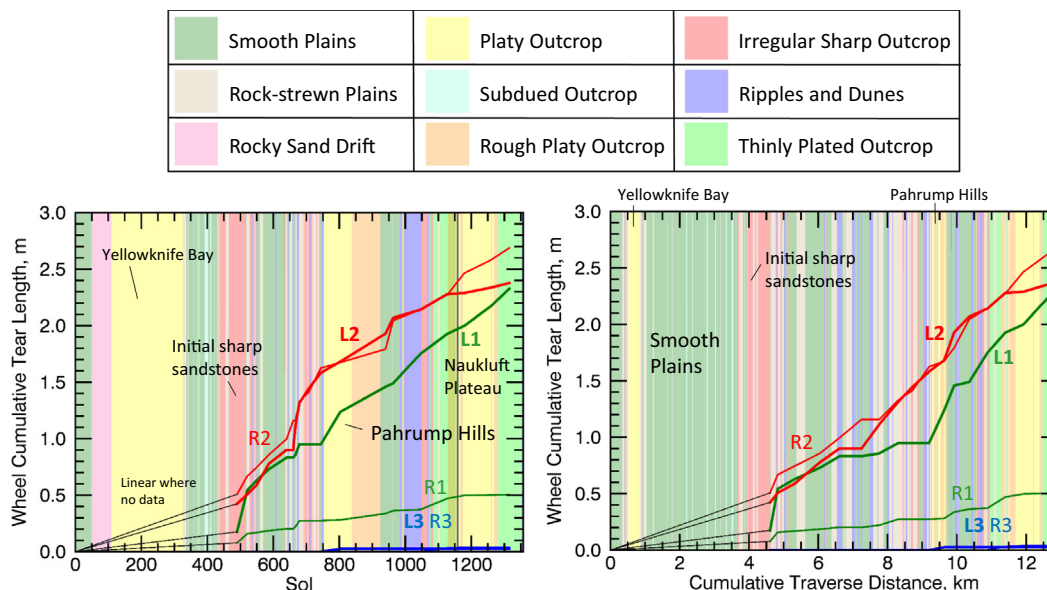 Smooth Plains
Platy Outcrop
Irregular Sharp Outcrop
Rock-strewn Plains
Subdued Outcrop
Ripples and Dunes
Rocky Sand Drift
Rough Platy Outcrop
Thinly Plated Outcrop
Wheel Cumulative Tear Length, m
3.0
2.5
2.0
1.5
1.0
0.5
0.0
0 200 400 600 800 1000 1200
Sol
Yellowknife Bay
Initial sharp
sandstones
L2
L1
Naukluft
Plateau
Pahrump Hills
R2
Linear where
no data
R1
L3 R3
Yellowknife Bay
Pahrump Hills
Wheel Cumulative Tear Length, m
3.0
2.5
2.0
1.5
1.0
0.5
0.0
0 2 4 6 8 10 12
Cumulative Traverse Distance, km
Initial sharp
sandstones
Smooth
Plains
L2
L1
R2
R1
L3 R3